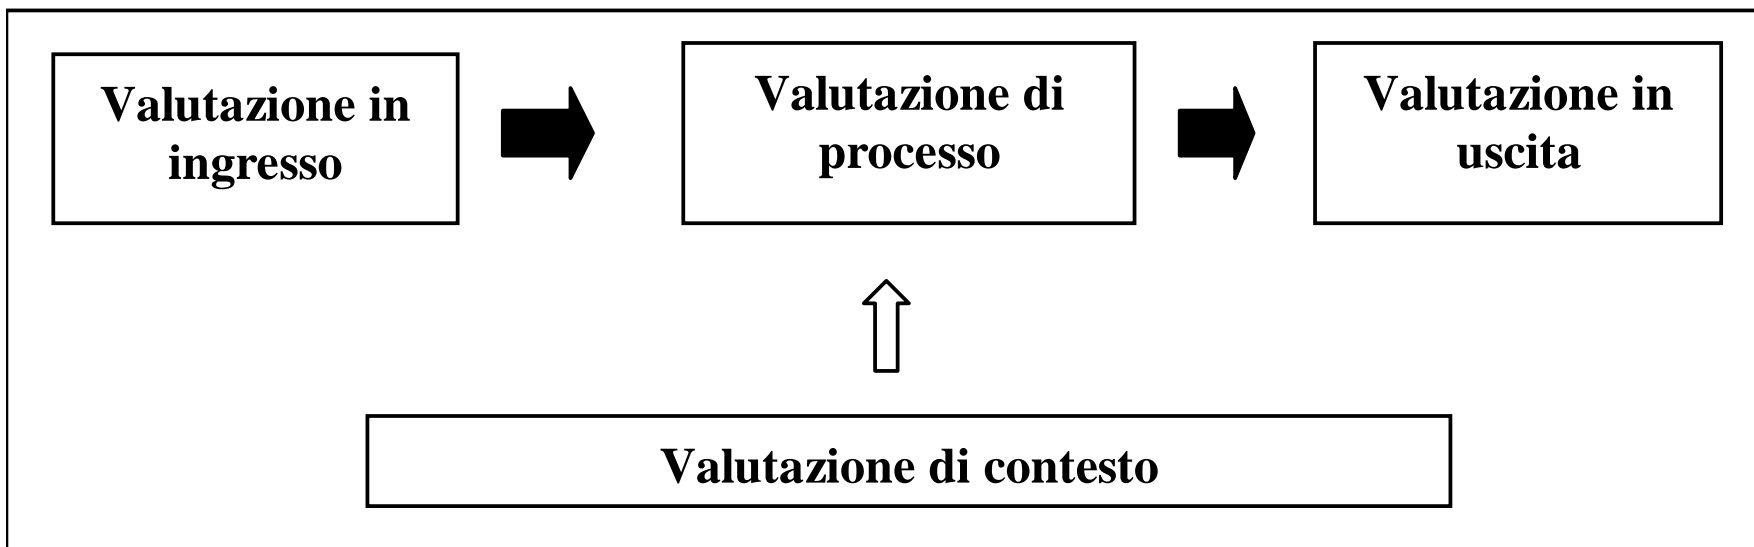 Valutazione in
ingresso
Valutazione di
processo
Valutazione in
uscita
Valutazione di contesto